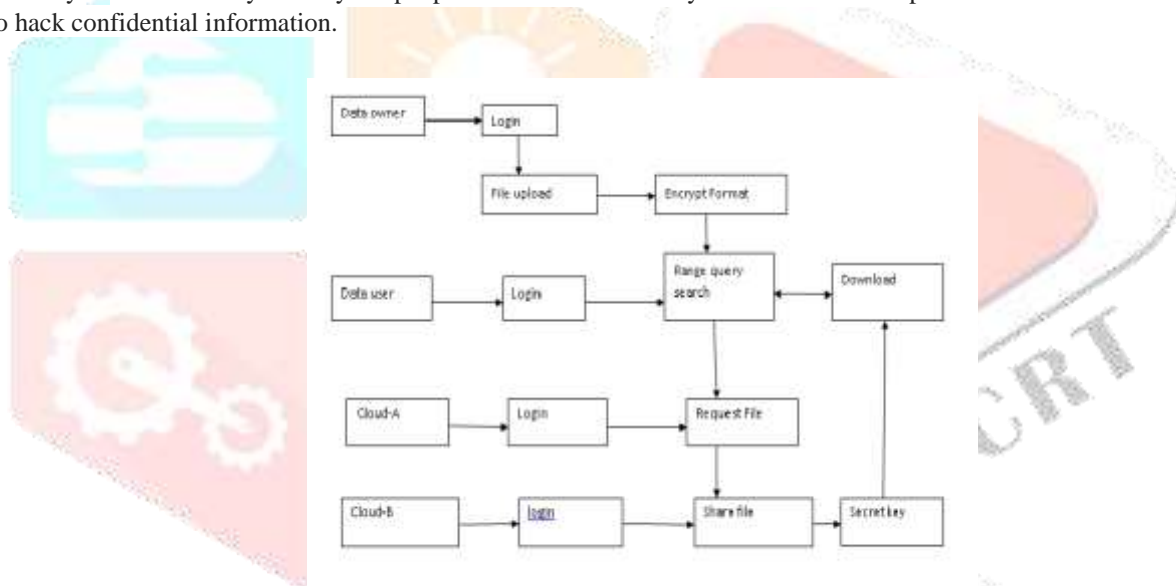 to hack confidential information.
Data owner
Login
File upload
Encrypt Format
Data user
Login
Range query
search
Download
Cloud-A
Login
Request File
Cloud-B
login
Share file
Secret key
CRT